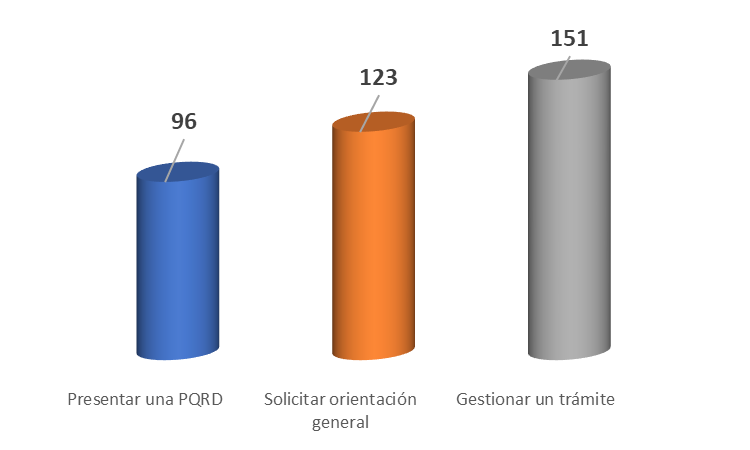 151
123
96
Presentar una PQRD
Solicitar orientación
general
Gestionar un trámite